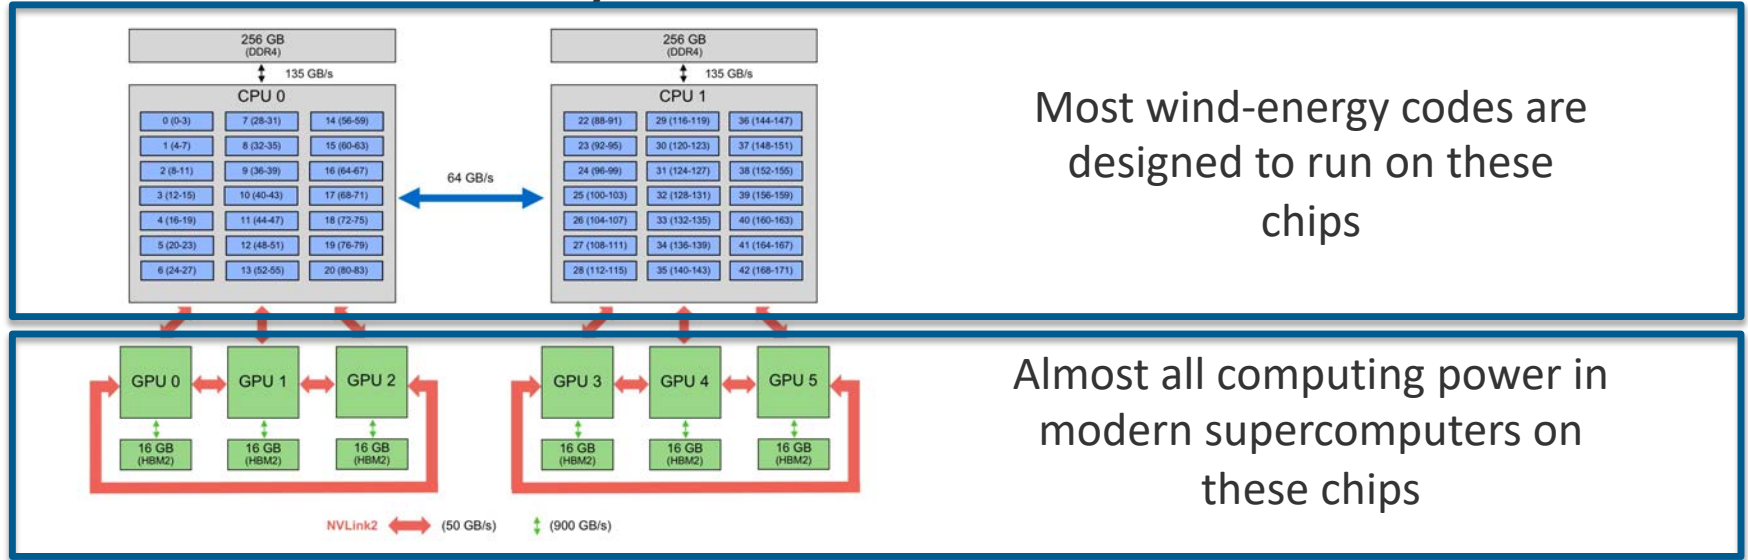 256 GB
(DDR4)
135 GB/s
CPU 0
0 (0-3) 7 (28-31) 14 (56-59)
1 (4-7) 8 (32-35) 15 (60-63)
2 (8-11) 9 (36-39) 16 (64-67)
3 (12-15) 10 (40-43) 17 (68-71)
4 (16-19) 11 (44-47) 18 (72-75)
5 (20-23) 12 (48-51) 19 (76-79)
6 (24-27) 13 (52-55) 20 (80-83)
64 GB/s
256 GB
(DDR4)
135 GB/s
CPU 1
22 (88-91) 29 (116-119) 36 (144-147)
23 (92-95) 30 (120-123) 37 (148-151)
24 (96-99) 31 (124-127) 38 (152-155)
25 (100-103) 32 (128-131) 39 (156-159)
26 (104-107) 33 (132-135) 40 (160-163)
27 (108-111) 34 (136-139) 41 (164-167)
28 (112-115) 35 (140-143) 42 (168-171)
Most wind-energy codes are
designed to run on these
chips
GPU 0 GPU 1 GPU 2
16 GB 16 GB 16 GB
(HBM2) (HBM2) (HBM2)
GPU 3 GPU 4 GPU 5
16 GB 16 GB 16 GB
(HBM2) (HBM2) (HBM2)
NVLink2 (50 GB/s) (900 GB/s)
Almost all computing power in
modern supercomputers on
these chips